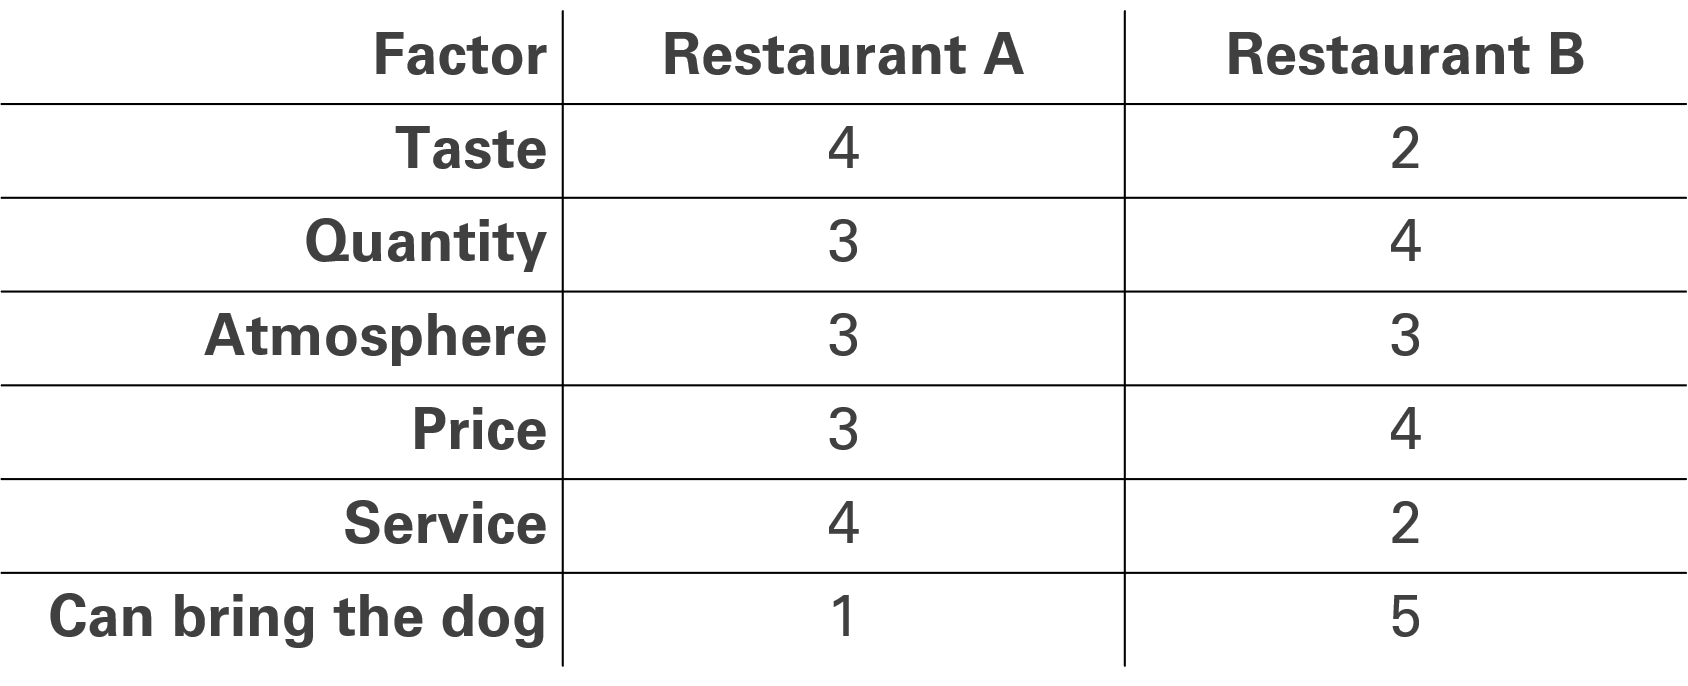 Factor Restaurant A Restaurant B
Taste 4 2
Quantity 3 4
Atmosphere 3 3
Price 3 4
Service 4 2
Can bring the dog 1 5